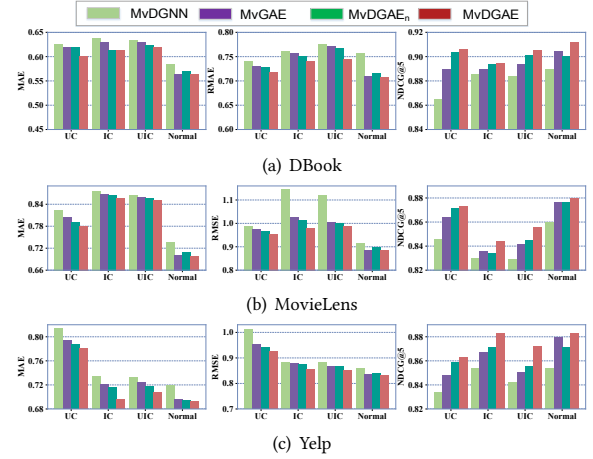 MvDGNN MvGAE MvDGAEn MvDGAE
MAE
0.65
0.60
0.55
0.50
0.45
UC IC UIC Normal
RMAE
0.80
0.75
0.70
0.65
0.60
UC IC UIC Normal
NDCG@5
0.92
0.90
0.88
0.86
0.84
UC IC UIC Normal
(a) DBook
MAE
0.84
0.78
0.72
0.66
UC IC UIC Normal
RMSE
1.1
1.0
0.9
0.8
UC IC UIC Normal
NDCG@5
0.88
0.86
0.84
0.82
UC IC UIC Normal
(b) MovieLens
MAE
0.80
0.76
0.72
0.68
UC IC UIC Normal
RMSE
1.0
0.9
0.8
0.7
UC IC UIC Normal
NDCG@5
0.88
0.86
0.84
0.82
UC IC UIC Normal
(c) Yelp